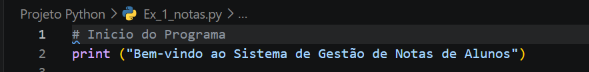 Projeto Python > Ex_1_notas.py > ...
1 # Inicio do Programa
2 print ("Bem-vindo ao Sistema de Gestão de Notas de Alunos")